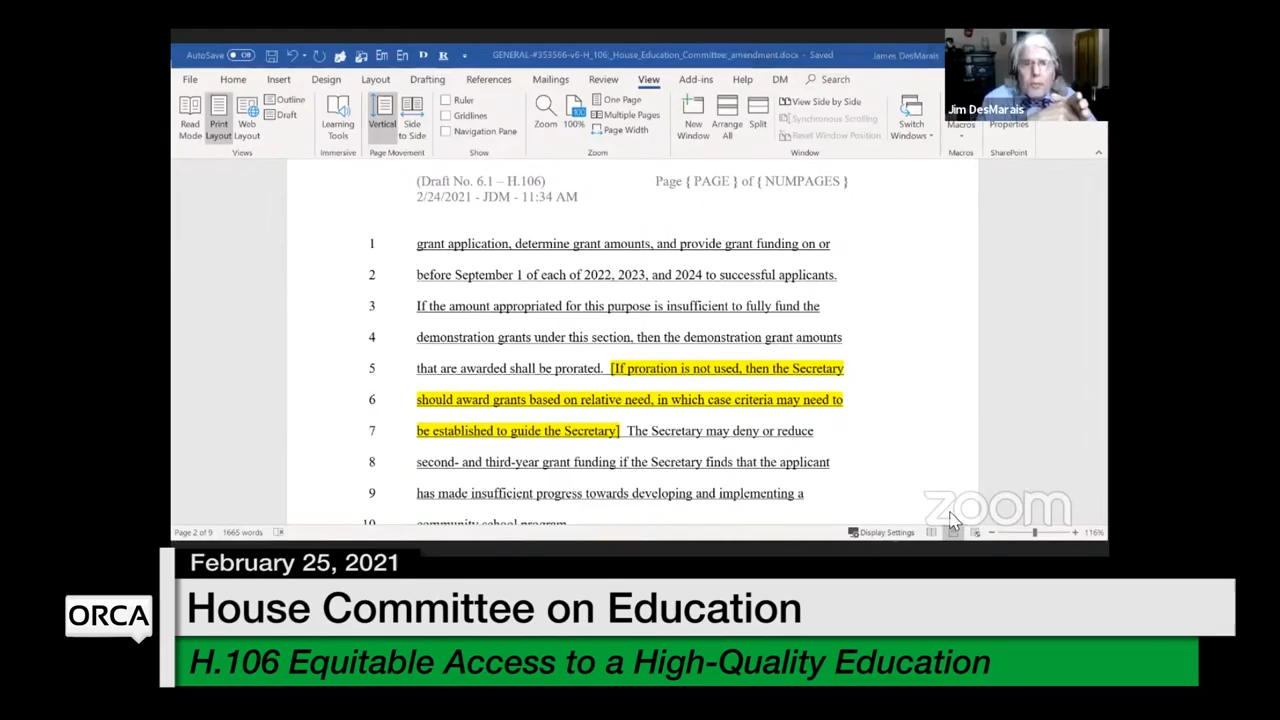 AutoSave Off GENERAL-#353566-v6-H_106:_House_Education_Committee:_amendment.docx - Saved James DesMarais
File Home Insert Design Layout Drafting References Mailings Review View Add-ins Help DM Search
Jim DesMarais
Read Mode
Print Layout
Web Layout
Outline
Draft
Views
Learning Tools
Immersive
Vertical
Side to Side
Page Movement
Ruler
Gridlines
Navigation Pane
Show
Zoom
100%
One Page
Multiple Pages
Page Width
Zoom
New Window
Arrange All
Split
View Side by Side
Synchronous Scrolling
Reset Window Position
Window
Switch Windows
Macros
Macros
Properties
SharePoint
(Draft No. 6.1 – H.106) Page { PAGE } of { NUMPAGES }
2/24/2021 - JDM - 11:34 AM
1 grant application, determine grant amounts, and provide grant funding on or
2 before September 1 of each of 2022, 2023, and 2024 to successful applicants.
3 If the amount appropriated for this purpose is insufficient to fully fund the
4 demonstration grants under this section, then the demonstration grant amounts
5 that are awarded shall be prorated. [If proration is not used, then the Secretary
6 should award grants based on relative need, in which case criteria may need to
7 be established to guide the Secretary] The Secretary may deny or reduce
8 second- and third-year grant funding if the Secretary finds that the applicant
9 has made insufficient progress towards developing and implementing a
10 community school program
zoom
Page 2 of 9 1665 words Display Settings 116%
February 25, 2021
ORCA
House Committee on Education
H.106 Equitable Access to a High-Quality Education